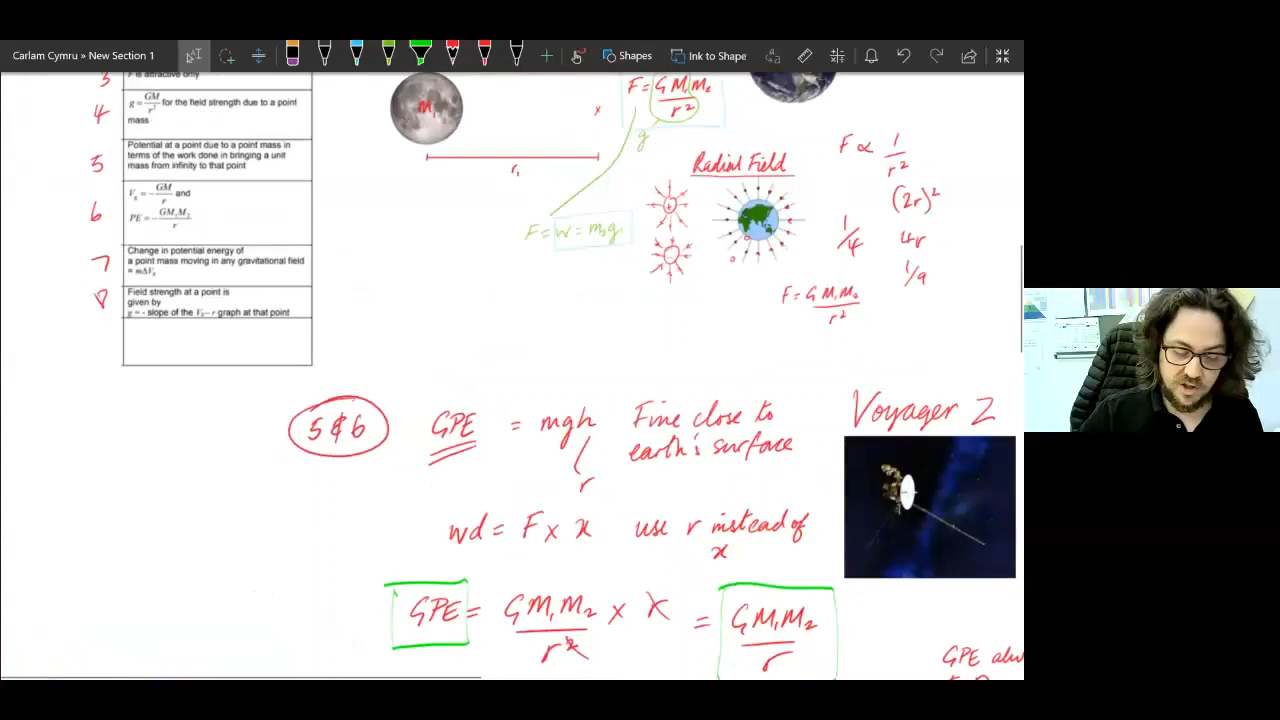 Carlam Cymru » New Section 1
Shapes
Ink to Shape
3
F is attractive only
4
g = GM/r² for the field strength due to a point
mass
5
Potential at a point due to a point mass in
terms of the work done in bringing a unit
mass from infinity to that point
6
Vg = -GM/r and
PE = -GM₁M₂/r
7
Change in potential energy of
a point mass moving in any gravitational field
= mΔVg
8
Field strength at a point is
given by
g = - slope of the Vg – r graph at that point
M₁
x
r₁
F = GM₁M₂/r²
g
F = W = m₂g
Radial Field
+
-
F ∝ 1/r²
(2r)²
1/4 4r
1/9
F = GM₁M₂/r²
5 & 6
GPE = mgh Fine close to
earth's surface
r
wd = F × x use r instead of
x
GPE = GM₁M₂/r² × r = GM₁M₂/r
Voyager 2
GPE alw